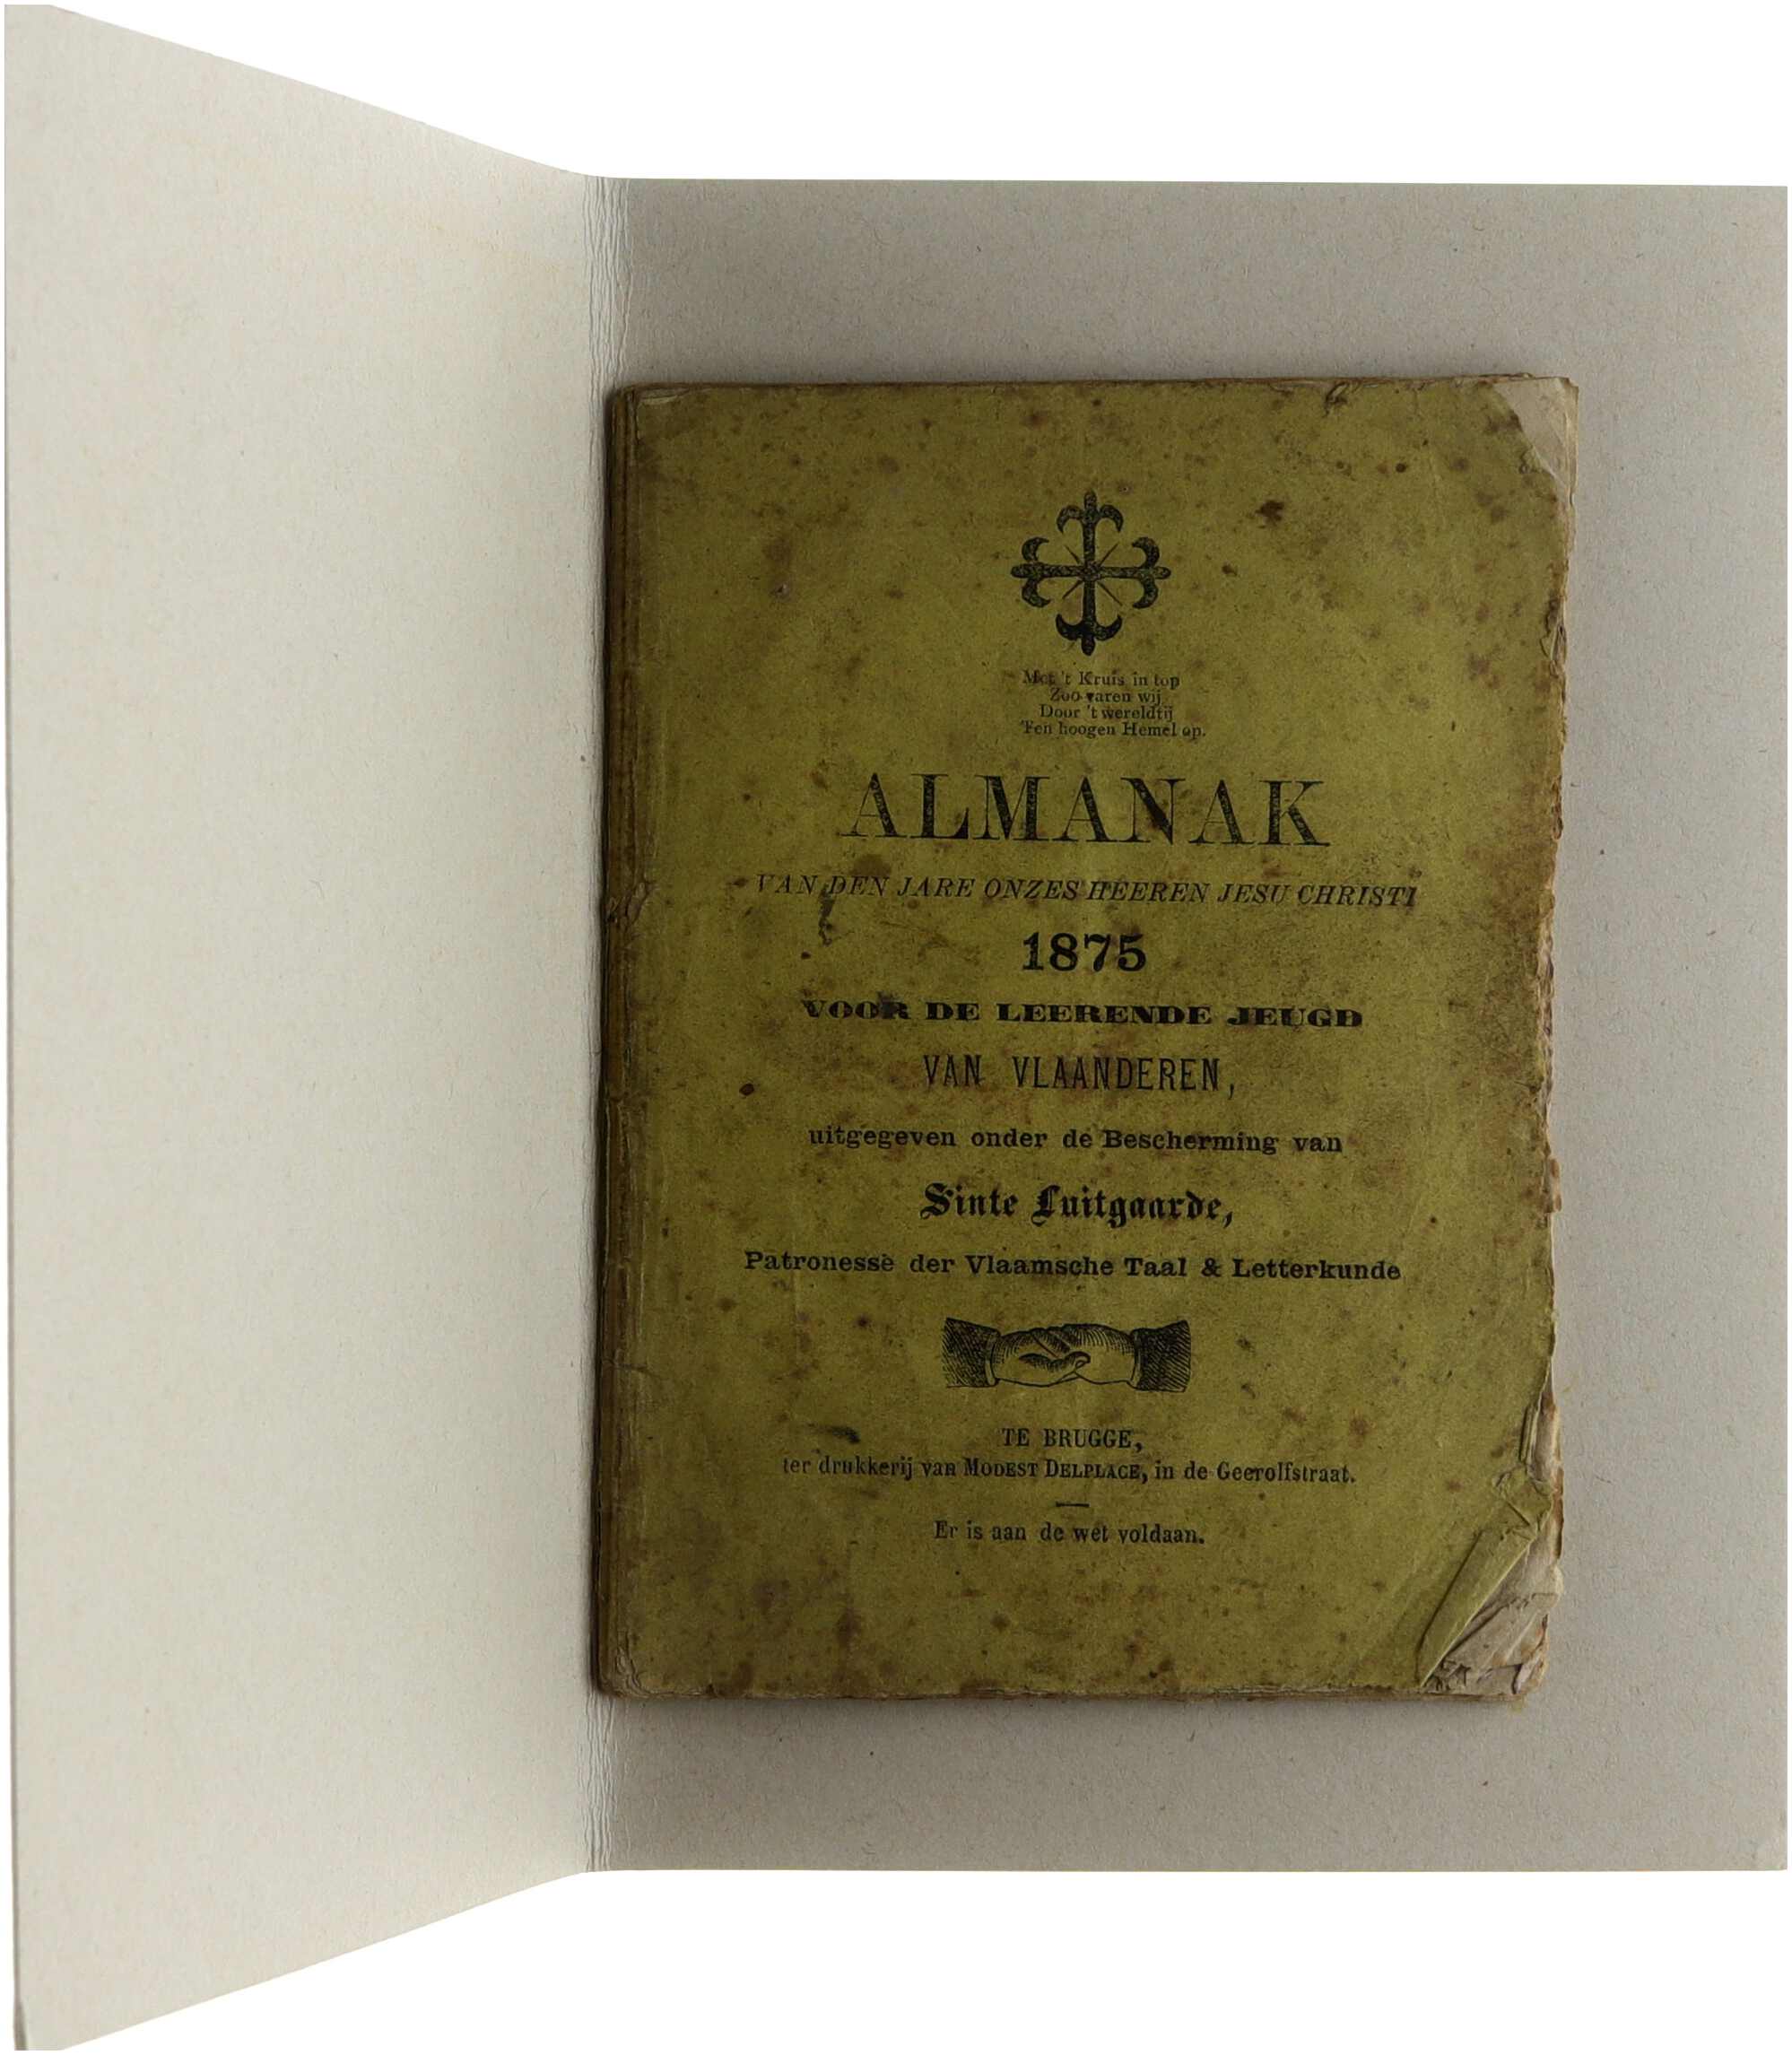 Met 't Kruis in top
Zoo varen wij
Door 't wereldtij
Ten hoogen Hemel op.
ALMANAK
VAN DEN JARE ONZES HEEREN JESU CHRISTI
1875
VOOR DE LEERENDE JEUGD
VAN VLAANDEREN,
uitgegeven onder de Bescherming van
Sinte Luitgaarde,
Patronesse der Vlaamsche Taal & Letterkunde
TE BRUGGE,
ter drukkerij van MODEST DELPLACE, in de Geerolfstraat.
Er is aan de wet voldaan.